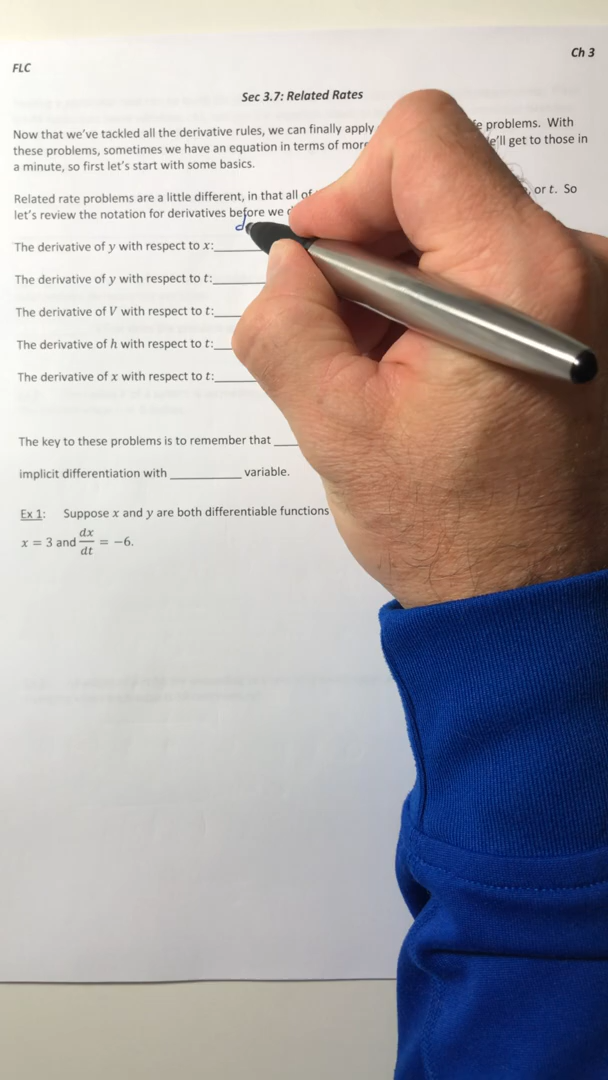 FLC
Ch 3
Sec 3.7: Related Rates
Now that we've tackled all the derivative rules, we can finally apply problems. With
these problems, sometimes we have an equation in terms of more get to those in
a minute, so first let's start with some basics.
Related rate problems are a little different, in that all of or t. So
let's review the notation for derivatives before we
The derivative of y with respect to x: d
The derivative of y with respect to t:
The derivative of V with respect to t:
The derivative of h with respect to t:
The derivative of x with respect to t:
The key to these problems is to remember that
implicit differentiation with ________ variable.
Ex 1: Suppose x and y are both differentiable functions
x = 3 and dx/dt = −6.